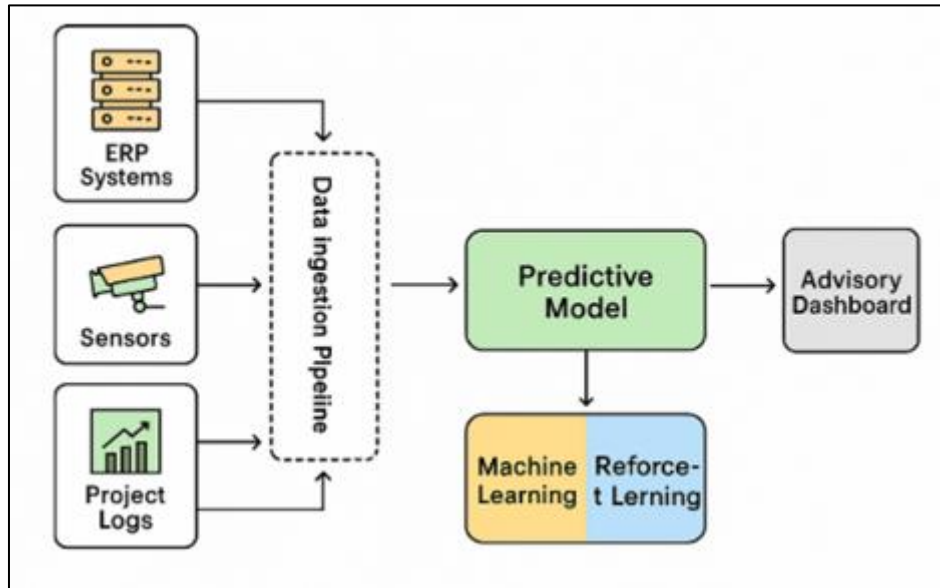 ERP
Systems
Sensors
Project
Logs
Data ingestion PIpeline
Predictive
Model
Machine
Learning
Reforce-
t Lerning
Advisory
Dashboard